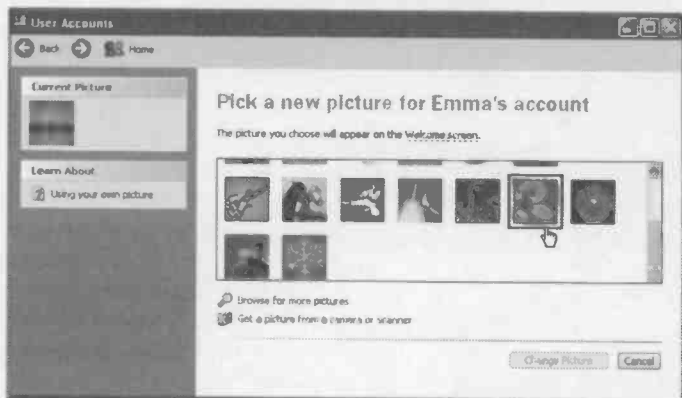 User Accounts
Back Home
Current Picture
Learn About
Using your own picture
Pick a new picture for Emma's account
The picture you choose will appear on the Welcome screen.
Browse for more pictures
Get a picture from a camera or scanner
Change Picture Cancel